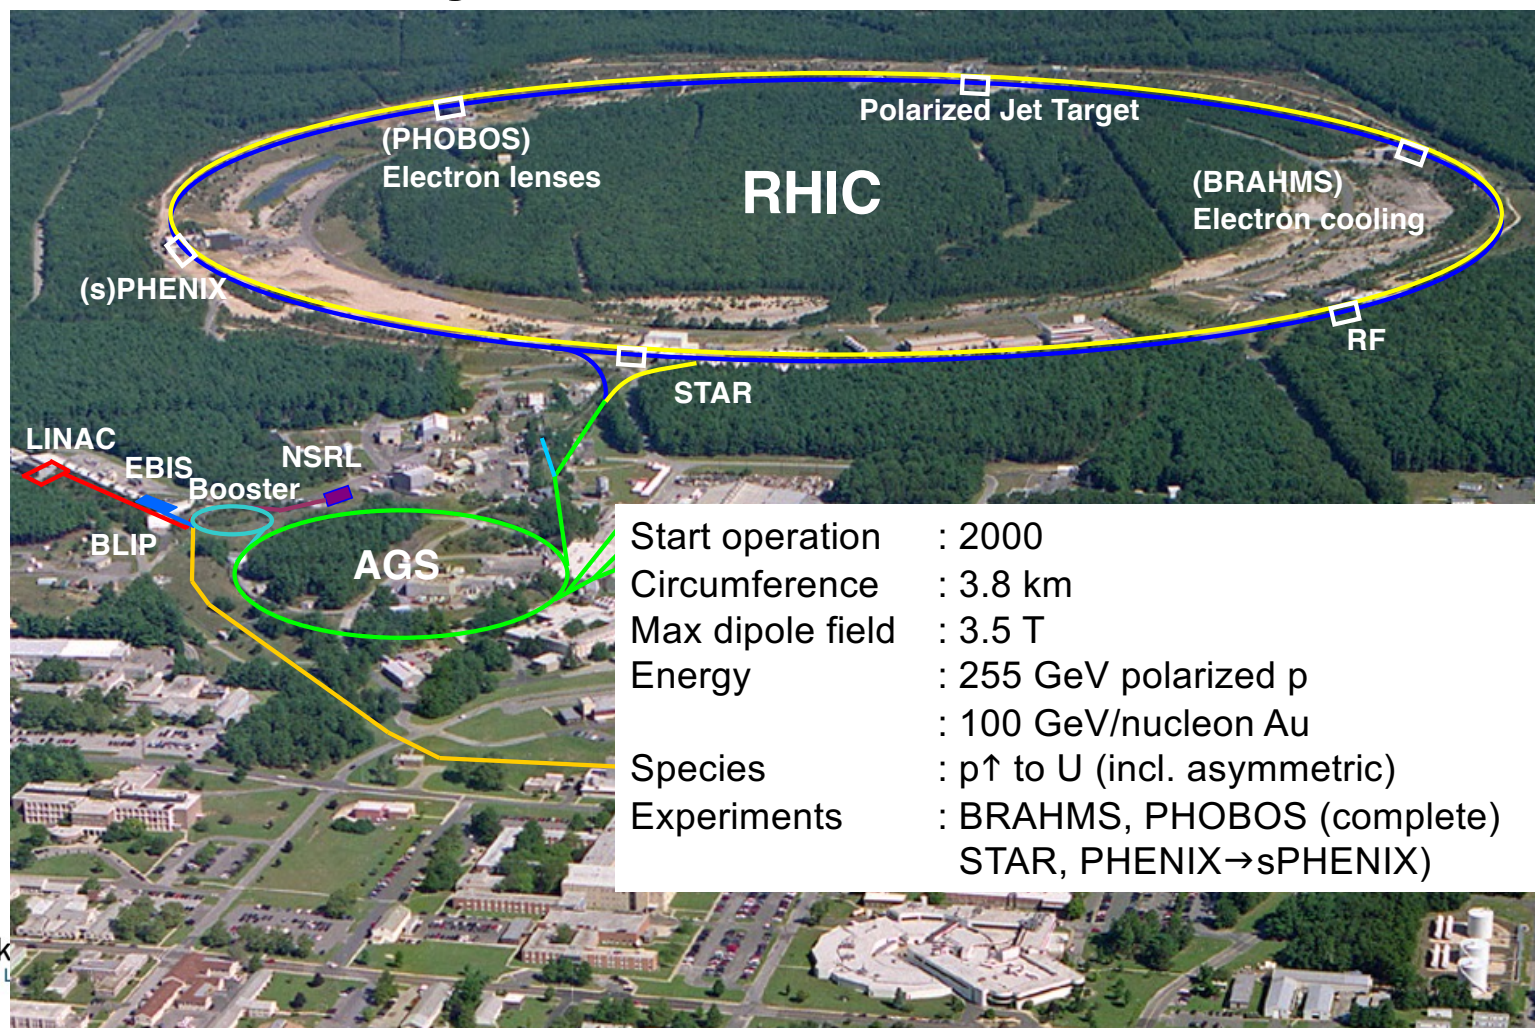 Polarized Jet Target
(PHOBOS)
Electron lenses
RHIC
(BRAHMS)
Electron cooling
(s)PHENIX
RF
STAR
LINAC
EBIS
NSRL
Booster
BLIP
AGS
Start operation : 2000
Circumference : 3.8 km
Max dipole field : 3.5 T
Energy : 255 GeV polarized p
: 100 GeV/nucleon Au
Species : p↑ to U (incl. asymmetric)
Experiments : BRAHMS, PHOBOS (complete)
STAR, PHENIX→sPHENIX)